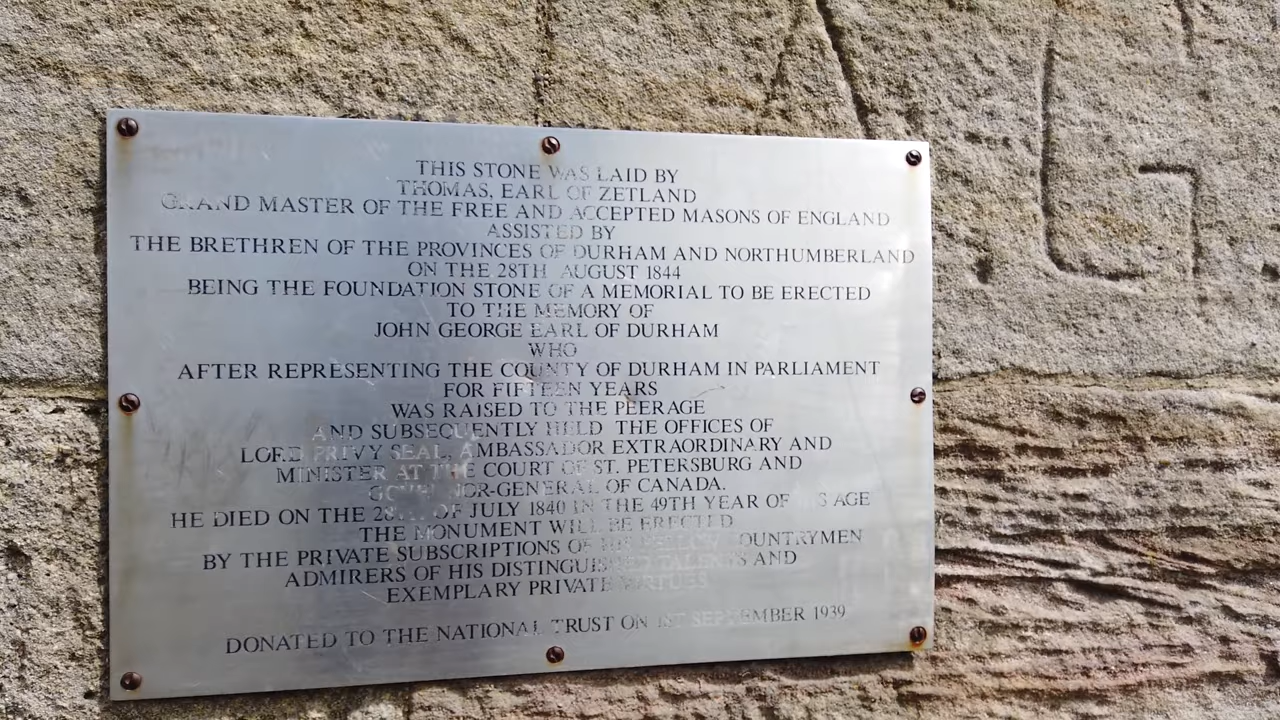 THIS STONE WAS LAID BY
THOMAS, EARL OF ZETLAND
GRAND MASTER OF THE FREE AND ACCEPTED MASONS OF ENGLAND
ASSISTED BY
THE BRETHREN OF THE PROVINCES OF DURHAM AND NORTHUMBERLAND
ON THE 28TH AUGUST 1844
BEING THE FOUNDATION STONE OF A MEMORIAL TO BE ERECTED
TO THE MEMORY OF
JOHN GEORGE EARL OF DURHAM
WHO
AFTER REPRESENTING THE COUNTY OF DURHAM IN PARLIAMENT
FOR FIFTEEN YEARS
WAS RAISED TO THE PEERAGE
AND SUBSEQUENTLY HELD THE OFFICES OF
LORD PRIVY SEAL, AMBASSADOR EXTRAORDINARY AND
MINISTER AT THE COURT OF ST. PETERSBURG AND
GOVERNOR-GENERAL OF CANADA.
HE DIED ON THE 28TH OF JULY 1840 IN THE 49TH YEAR OF HIS AGE
THE MONUMENT WILL BE ERECTED
BY THE PRIVATE SUBSCRIPTIONS OF HIS FELLOW COUNTRYMEN
ADMIRERS OF HIS DISTINGUISHED TALENTS AND
EXEMPLARY PRIVATE VIRTUES
DONATED TO THE NATIONAL TRUST ON 1ST SEPTEMBER 1939